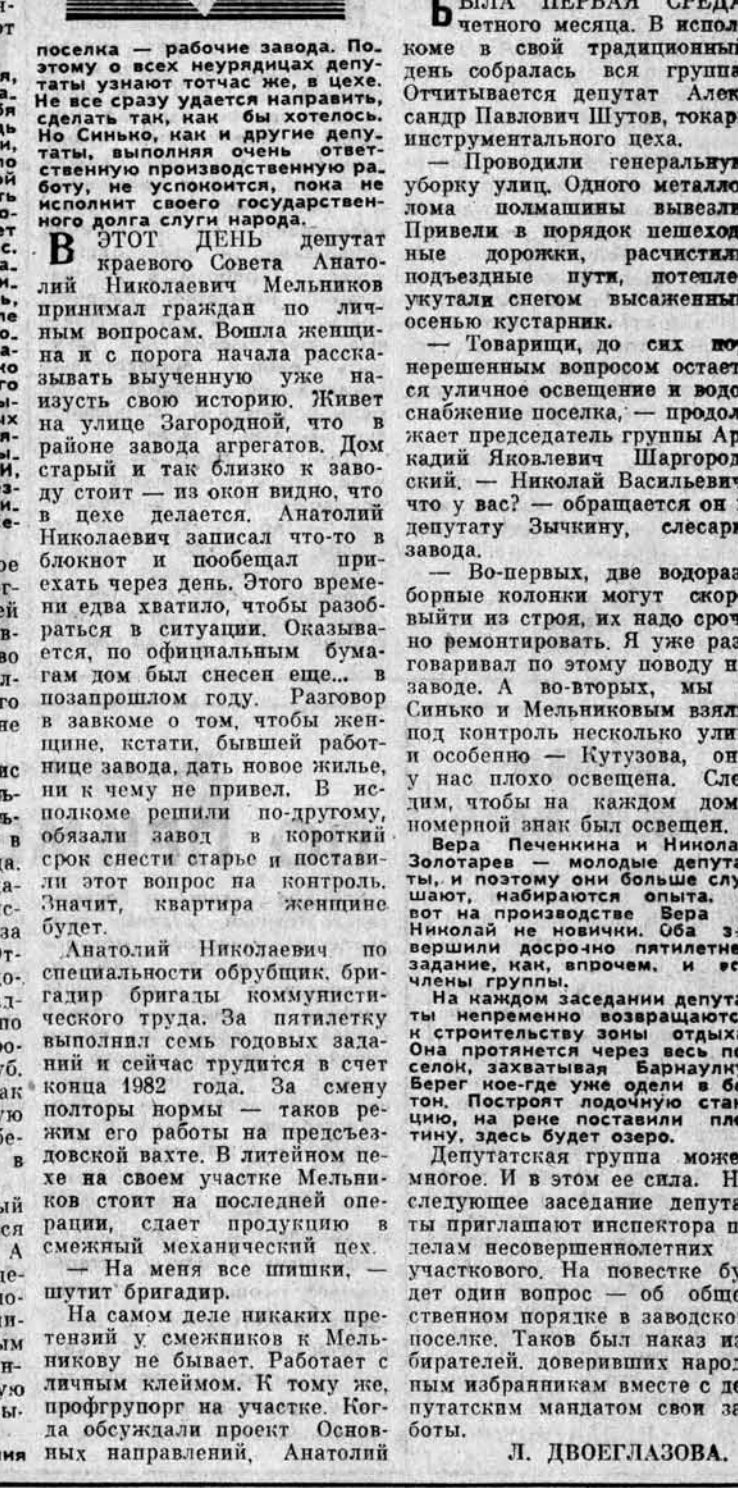 поселка — рабочие завода. По-
этому о всех неурядицах депу-
таты узнают тотчас же, в цехе.
Не все сразу удается направить,
сделать так, как бы хотелось.
Но Синько, как и другие депу-
таты, выполняя очень ответ-
ственную производственную ра-
боту, не успокоится, пока не
исполнит своего государствен-
ного долга слуги народа.
В ЭТОТ ДЕНЬ депутат
краевого Совета Анато-
лий Николаевич Мельников
принимал граждан по лич-
ным вопросам. Вошла женщи-
на и с порога начала расска-
зывать выученную уже на-
изусть свою историю. Живет
на улице Загородной, что в
районе завода агрегатов. Дом
старый и так близко к заво-
ду стоит — из окон видно, что
в цехе делается. Анатолий
Николаевич записал что-то в
блокнот и пообещал при-
ехать через день. Этого време-
ни едва хватило, чтобы разоб-
раться в ситуации. Оказыва-
ется, по официальным бума-
гам дом был снесен еще... в
позапрошлом году. Разговор
в завкоме о том, чтобы жен-
щине, кстати, бывшей работ-
нице завода, дать новое жилье,
ни к чему не привел. В ис-
полкоме решили по-другому,
обязали завод в короткий
срок снести старье и постави-
ли этот вопрос на контроль.
Значит, квартира женщине
будет.
Анатолий Николаевич по
специальности обрубщик, бри-
гадир бригады коммунисти-
ческого труда. За пятилетку
выполнил семь годовых зада-
ний и сейчас трудится в счет
конца 1982 года. За смену
полторы нормы — таков ре-
жим его работы на предсъез-
довской вахте. В литейном це-
хе на своем участке Мельни-
ков стоит на последней опе-
рации, сдает продукцию в
смежный механический цех.
— На меня все шишки, —
шутит бригадир.
На самом деле никаких пре-
тензий у смежников к Мель-
никову не бывает. Работает с
личным клеймом. К тому же,
профгрупорг на участке. Ког-
да обсуждали проект Основ-
ных направлений, Анатолий
БЫЛА ПЕРВАЯ СРЕДА
четного месяца. В испол
коме в свой традиционный
день собралась вся группа
Отчитывается депутат Алек
сандр Павлович Шутов, токар
инструментального цеха.
— Проводили генеральную
уборку улиц. Одного металло
лома полмашины вывезли
Привели в порядок пешеход
ные дорожки, расчистили
подъездные пути, потепле
укутали снегом высаженный
осенью кустарник.
— Товарищи, до сих пор
нерешенным вопросом остает
ся уличное освещение и водо
снабжение поселка, — продол
жает председатель группы Ар
кадий Яковлевич Шаргород
ский. — Николай Васильевич
что у вас? — обращается он
депутату Зычкину, слесарю
завода.
— Во-первых, две водораз
борные колонки могут скор
выйти из строя, их надо сроч
но ремонтировать. Я уже раз
говаривал по этому поводу н
заводе. А во-вторых, мы
Синько и Мельниковым взял
под контроль несколько ули
и особенно — Кутузова, он
у нас плохо освещена. Сле
дим, чтобы на каждом дом
номерной знак был освещен.
Вера Печенкина и Никола
Золотарев — молодые депута
ты, и поэтому они больше слу
шают, набираются опыта.
вот на производстве Вера
Николай не новички. Оба з
вершили досрочно пятилетне
задание, как, впрочем, и вс
члены группы.
На каждом заседании депута
ты непременно возвращаютс
к строительству зоны отдыха
Она протянется через весь по
селок, захватывая Барнаулку
Берег кое-где уже одели в бе
тон. Построят лодочную стан
цию, на реке поставили пло
тину, здесь будет озеро.
Депутатская группа може
многое. И в этом ее сила. Н
следующее заседание депута
ты приглашают инспектора п
делам несовершеннолетних
участкового. На повестке бу
дет один вопрос — об обще
ственном порядке в заводско
поселке. Таков был наказ из
бирателей, доверивших народ
ным избранникам вместе с де
путатским мандатом свои за
боты.
Л. ДВОЕГЛАЗОВА.